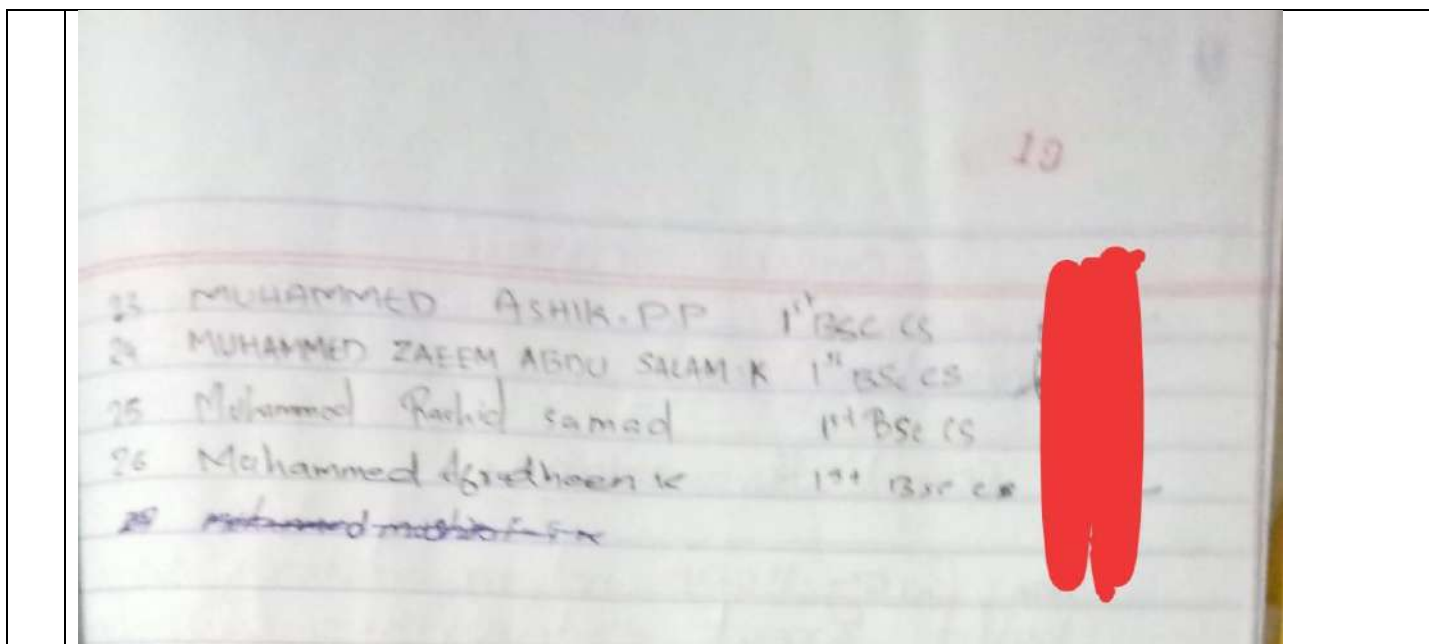 19
23 MUHAMMED ASHIK.PP 1st BSC CS
24 MUHAMMED ZAEEM ABDU SALAM K 1st BSc CS
25 Mohammed Rashid samad 1st BSc CS
26 Mohammed K 1st Bsc cs